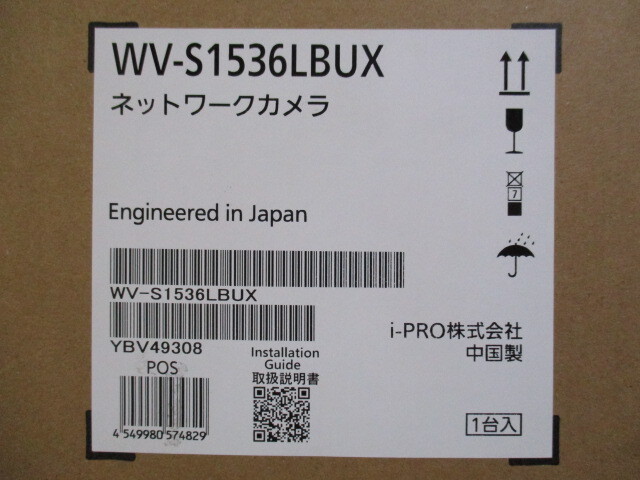 WV-S1536LBUX
ネットワークカメラ
7
Engineered in Japan
WV-S1536LBUX
YBV49308
i-PRO株式会社
中国製
Installation
Guide
取扱説明書
POS
4 549980 574829
1台入